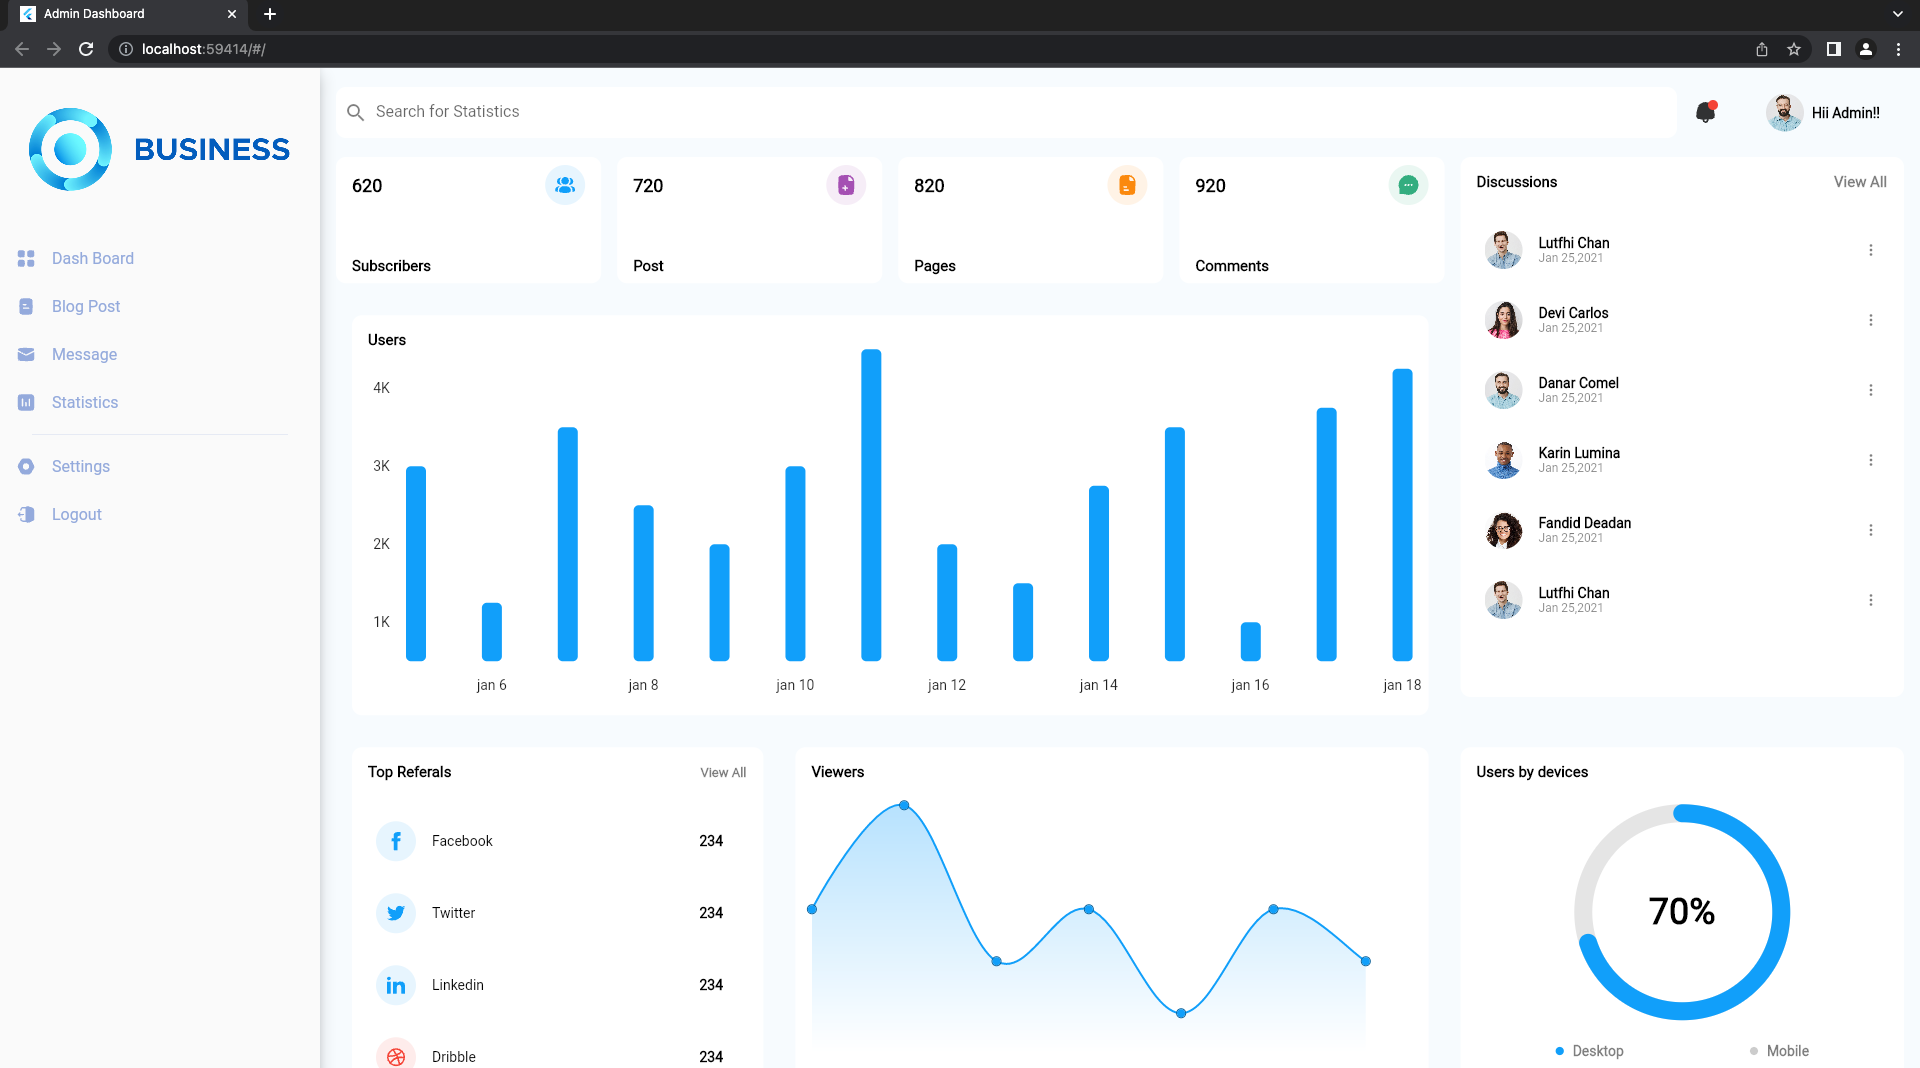 Admin Dashboard
localhost:59414/#/
BUSINESS
Dash Board
Blog Post
Message
Statistics
Settings
Logout
Search for Statistics
Hii Admin!!
620
Subscribers
720
Post
820
Pages
920
Comments
Users
4K
3K
2K
1K
jan 6 jan 8 jan 10 jan 12 jan 14 jan 16 jan 18
Discussions View All
Lutfhi Chan
Jan 25,2021
Devi Carlos
Jan 25,2021
Danar Comel
Jan 25,2021
Karin Lumina
Jan 25,2021
Fandid Deadan
Jan 25,2021
Lutfhi Chan
Jan 25,2021
Top Referals View All
Facebook 234
Twitter 234
Linkedin 234
Dribble 234
Viewers
Users by devices
70%
Desktop Mobile